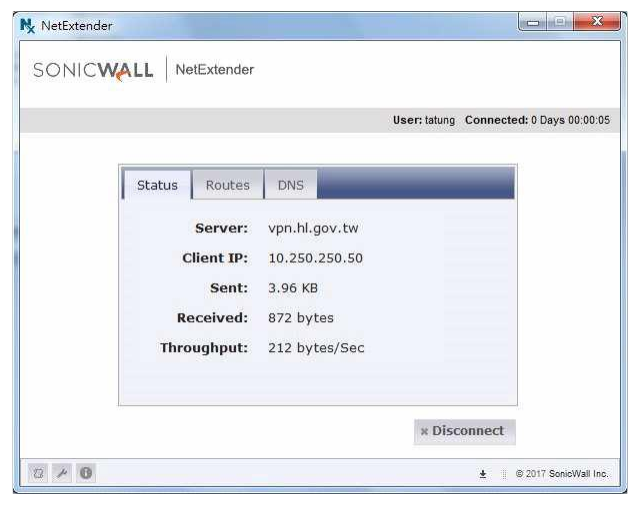 NetExtender
SONICWALL NetExtender
User: tatung Connected: 0 Days 00:00:05
Status Routes DNS
Server: vpn.hl.gov.tw
Client IP: 10.250.250.50
Sent: 3.96 KB
Received: 872 bytes
Throughput: 212 bytes/Sec
× Disconnect
© 2017 SonicWall Inc.